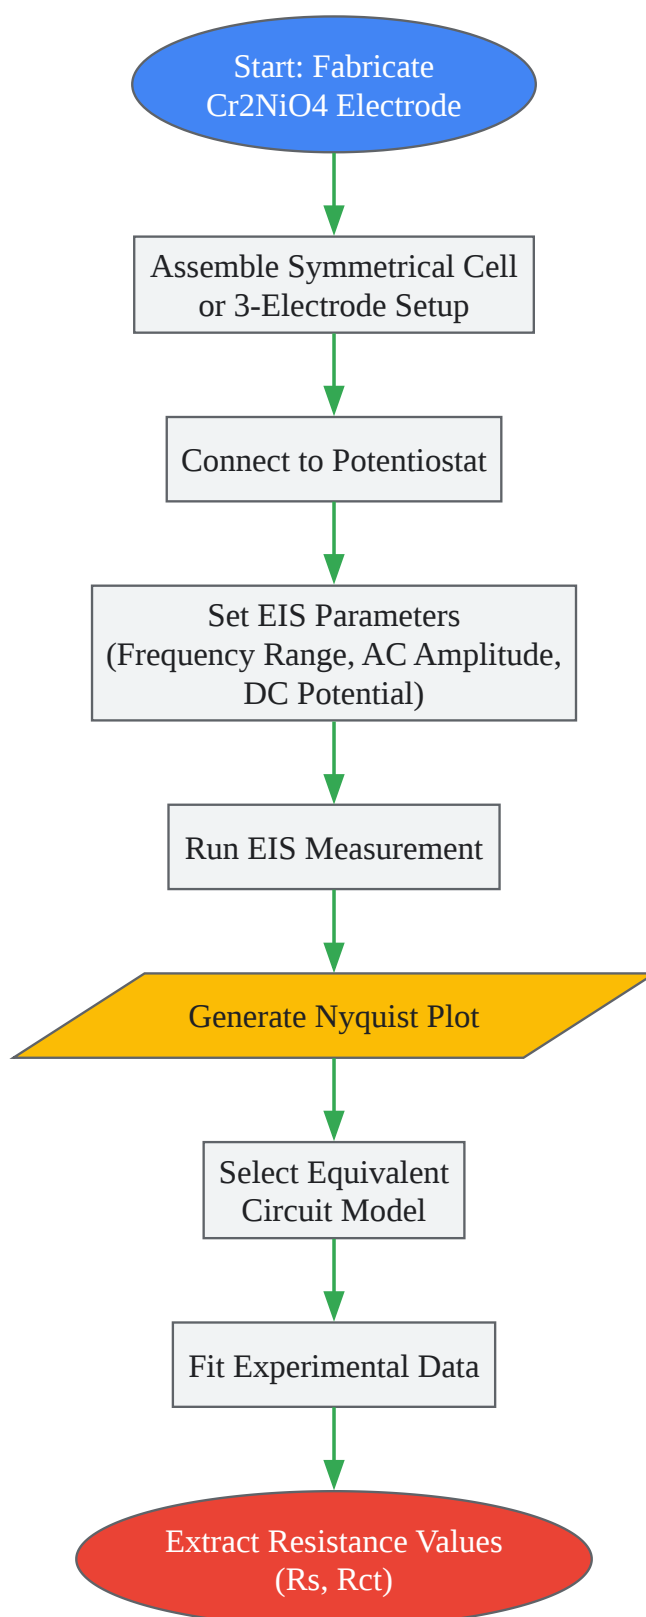 Start: Fabricate
Cr2NiO4 Electrode
Assemble Symmetrical Cell
or 3-Electrode Setup
Connect to Potentiostat
Set EIS Parameters
(Frequency Range, AC Amplitude,
DC Potential)
Run EIS Measurement
Generate Nyquist Plot
Select Equivalent
Circuit Model
Fit Experimental Data
Extract Resistance Values
(Rs, Rct)